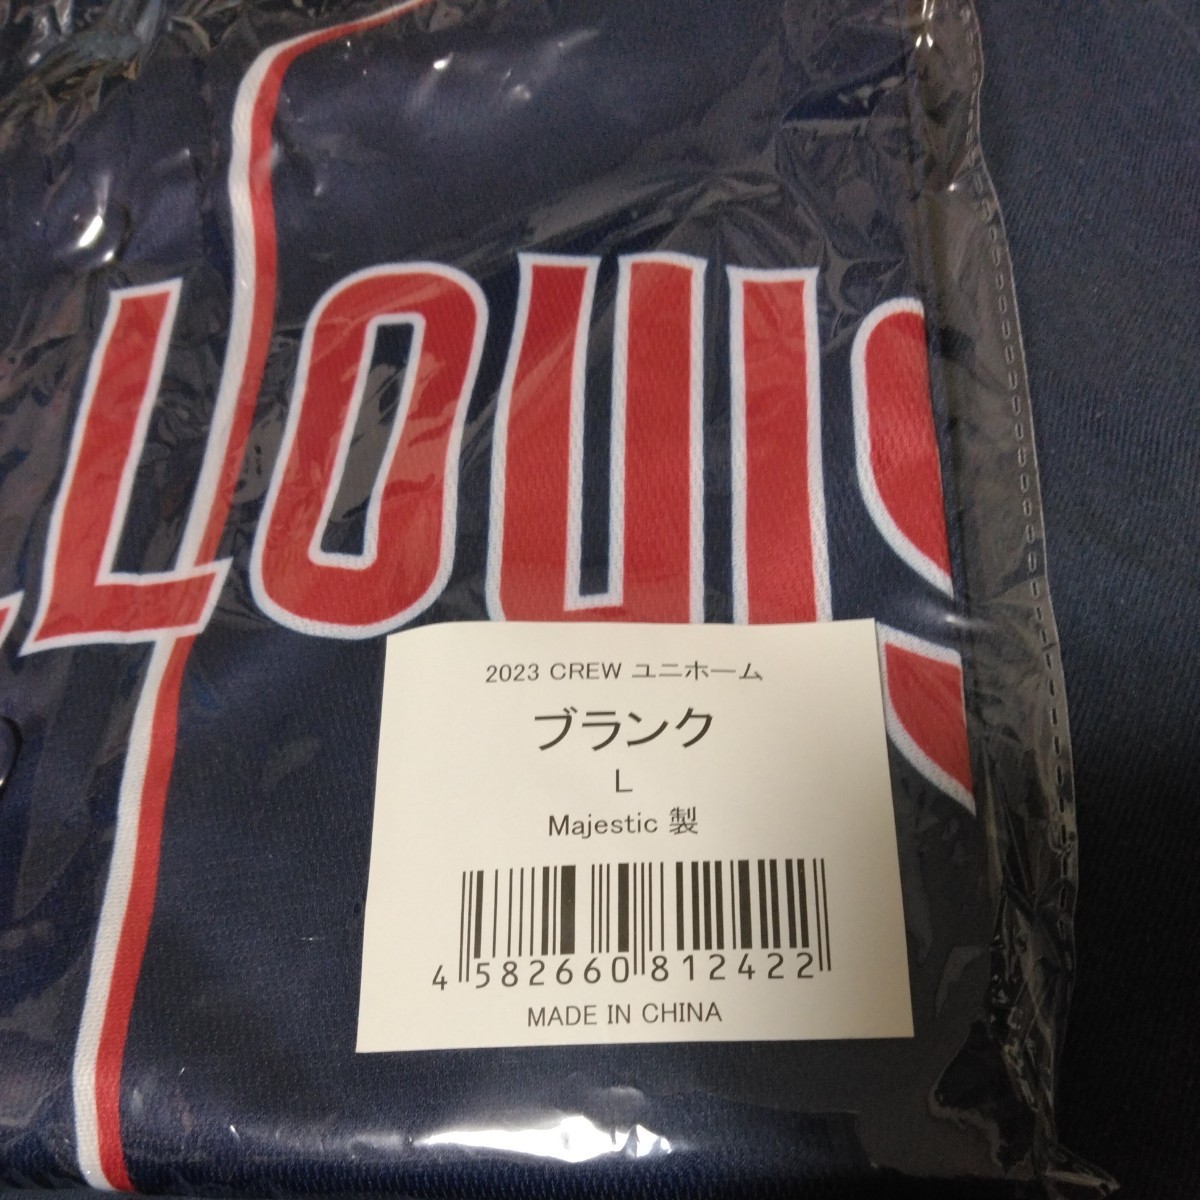 LLOUIS
2023 CREW ユニホーム
ブランク
L
Majestic 製
4 582660 812422
MADE IN CHINA